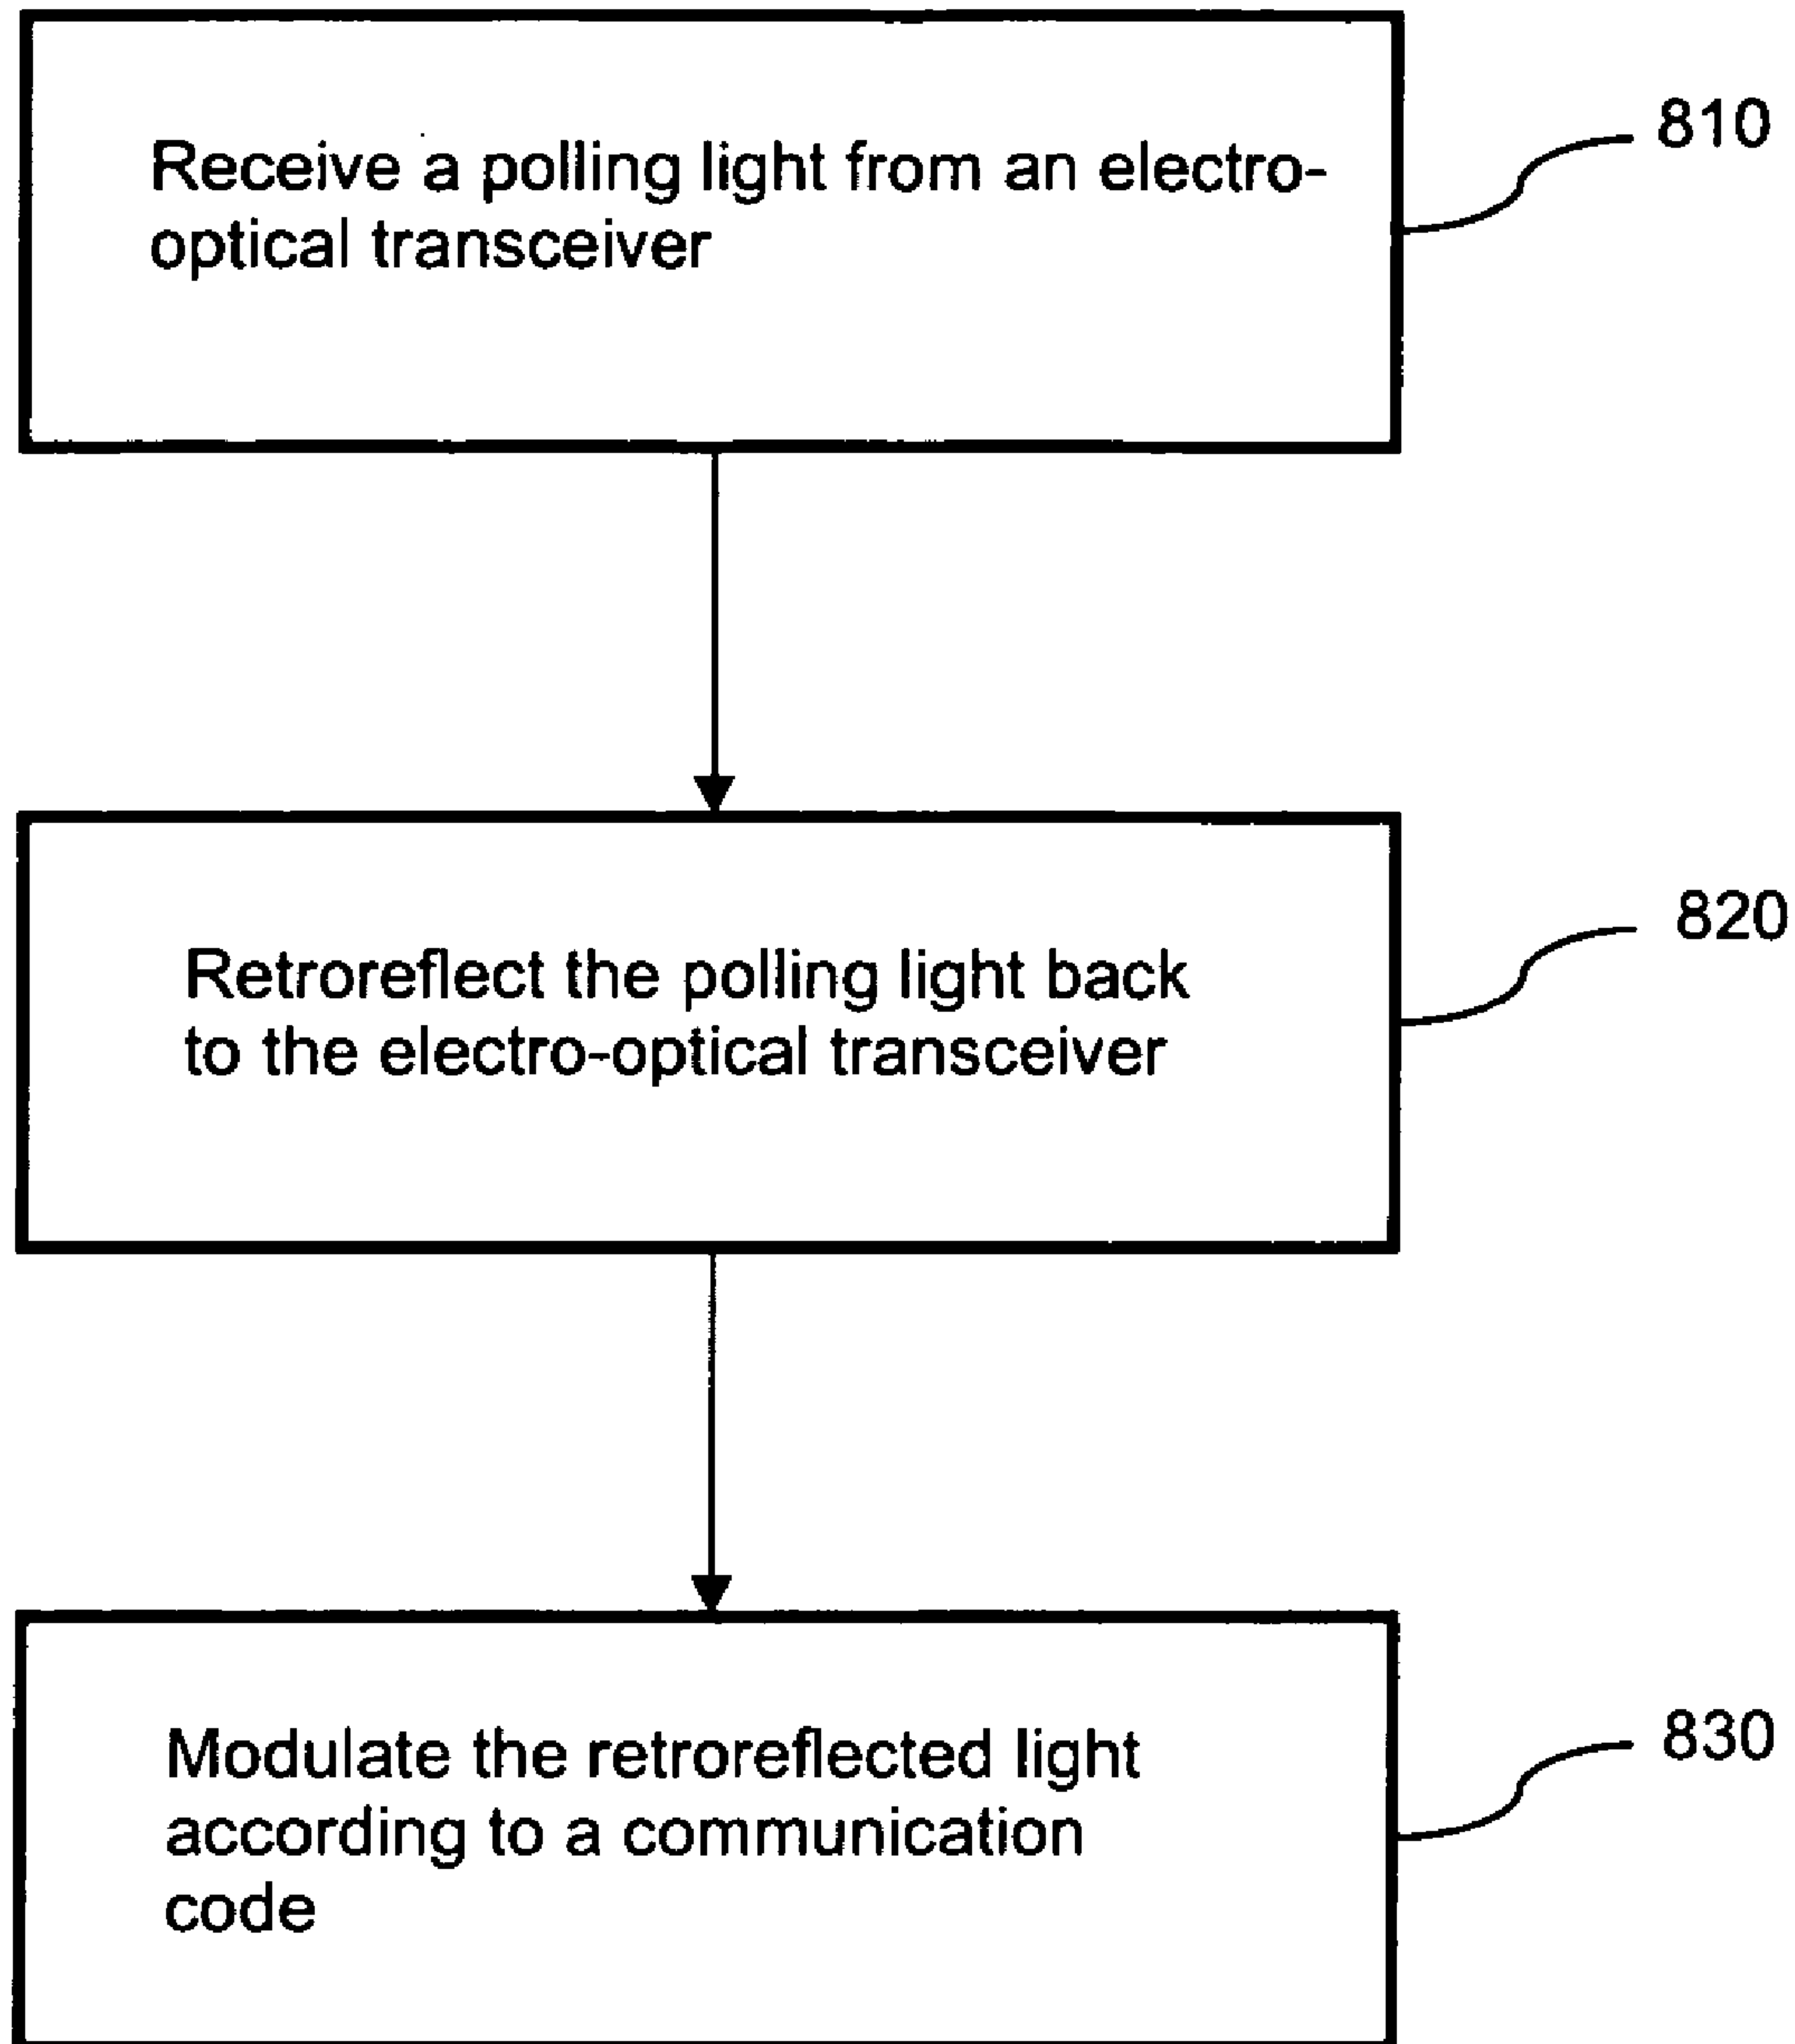 Receive a polling light from an electro-
optical transceiver
810
Retroreflect the polling light back
to the electro-optical transceiver
820
Modulate the retroreflected light
according to a communication
code
830